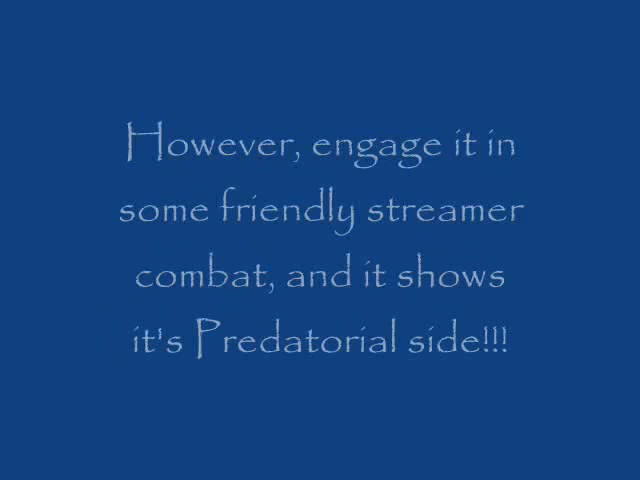 However, engage it in
some friendly streamer
combat, and it shows
it's Predatorial side!!!